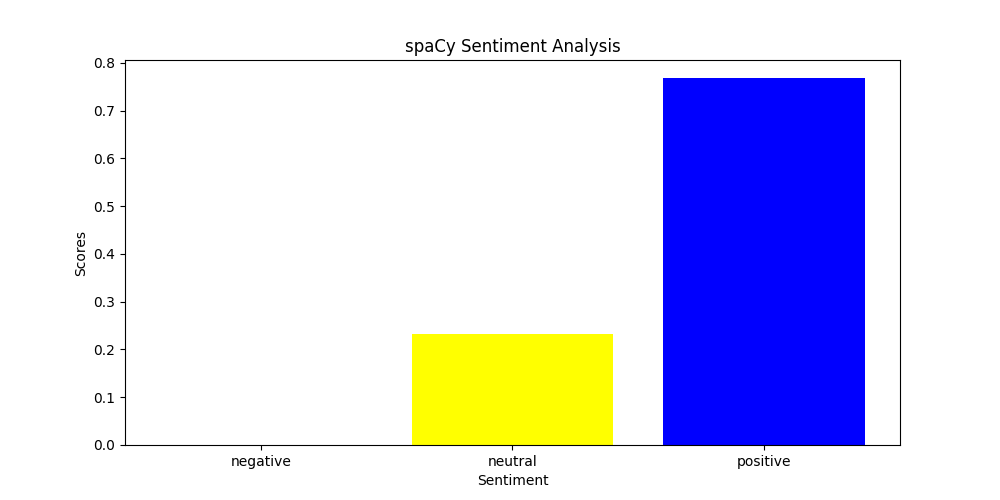 spaCy Sentiment Analysis
0.8
0.7
0.6
0.5
0.4
0.3
0.2
0.1
0.0
Scores
negative neutral positive
Sentiment